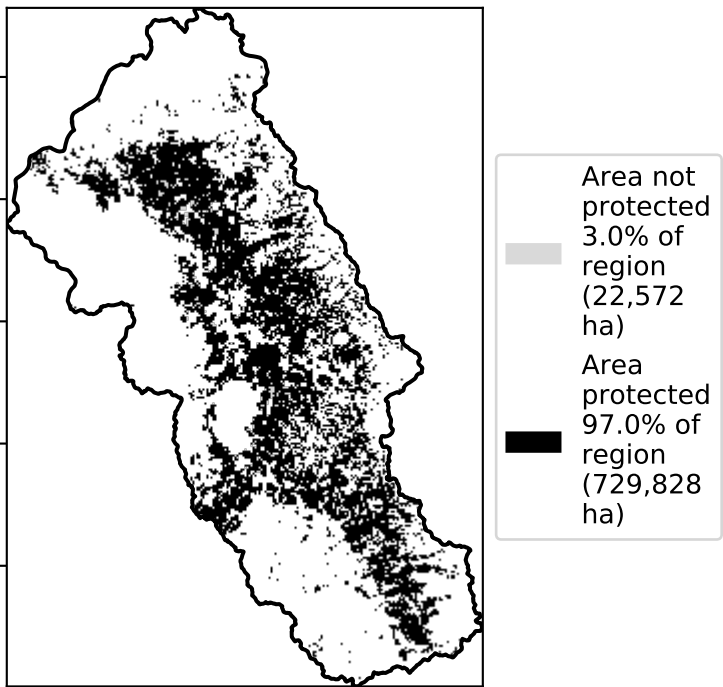 Area not
protected
3.0% of
region
(22,572
ha)
Area
protected
97.0% of
region
(729,828
ha)